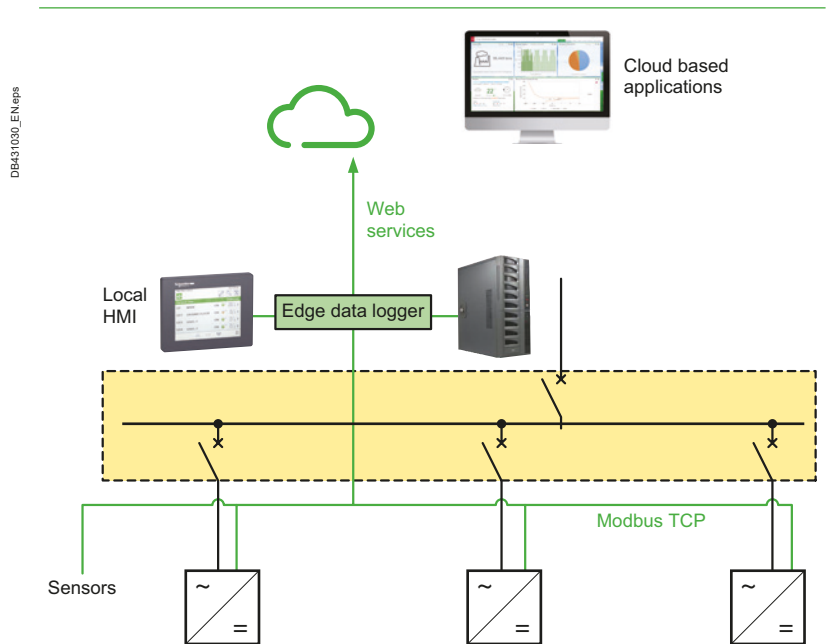 DB431030_EN.eps
Cloud based
applications
Web
services
Local
HMI
Edge data logger
Modbus TCP
Sensors
~
=
~
=
~
=